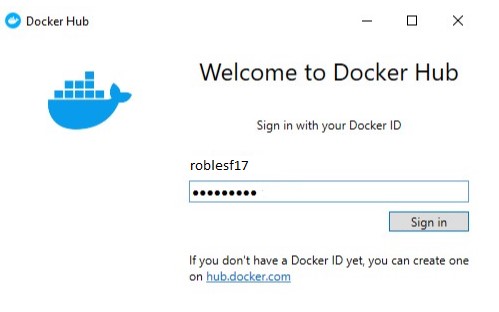 Docker Hub
Welcome to Docker Hub
Sign in with your Docker ID
roblesf17
●●●●●●●●●
Sign in
If you don't have a Docker ID yet, you can create one
on hub.docker.com